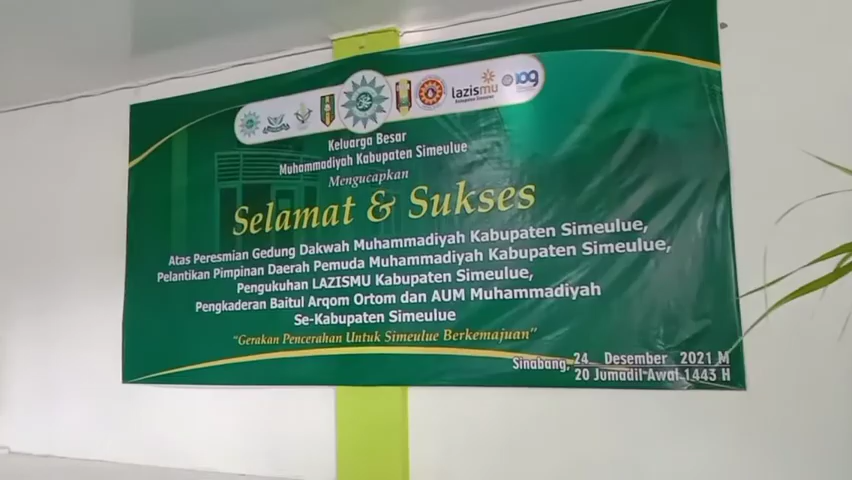 lazismu
109
Keluarga Besar
Muhammadiyah Kabupaten Simeulue
Mengucapkan
Selamat & Sukses
Atas Peresmian Gedung Dakwah Muhammadiyah Kabupaten Simeulue,
Pelantikan Pimpinan Daerah Pemuda Muhammadiyah Kabupaten Simeulue,
Pengukuhan LAZISMU Kabupaten Simeulue,
Pengkaderan Baitul Arqom Ortom dan AUM Muhammadiyah
Se-Kabupaten Simeulue
"Gerakan Pencerahan Untuk Simeulue Berkemajuan"
Sinabang, 24 Desember 2021 M
20 Jumadil Awal 1443 H